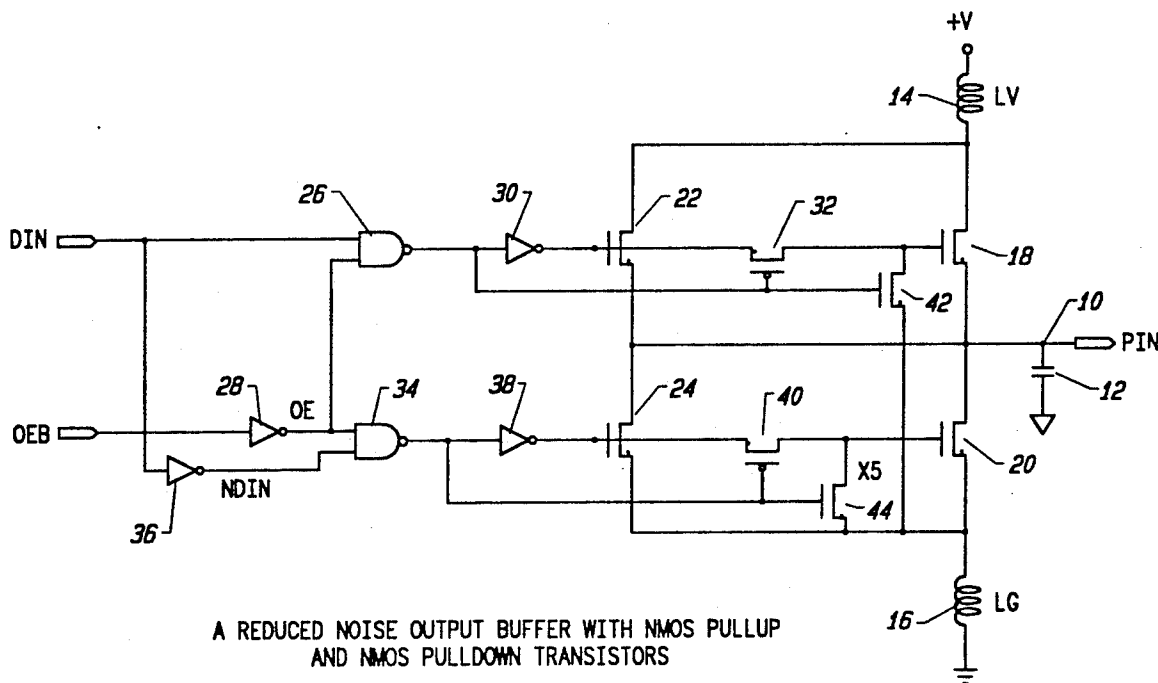 +V
14
LV
26
30
22
32
DIN
18
42
10
PIN
28
OE
34
38
24
40
12
OEB
X5
20
NDIN
44
36
16
LG
A REDUCED NOISE OUTPUT BUFFER WITH NMOS PULLUP
AND NMOS PULLDOWN TRANSISTORS